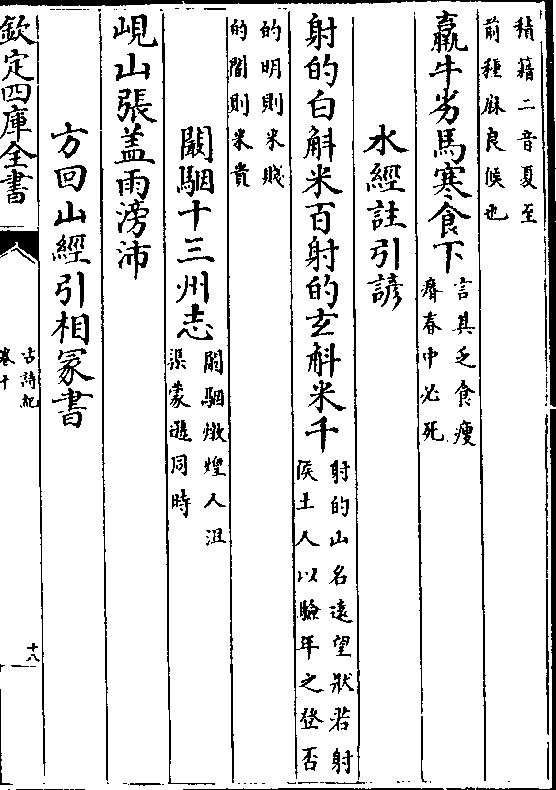 穳籍二音夏至
前種麻良候也
羸牛劣馬寒食下
言其乏食瘦
瘠春中必死
水經註引諺
射的白斛米百射的玄斛米千
射的山名遠望狀若射
侯土人以驗年之登否
的明則米賤
的闇則米貴
闞駰十三州志
闞駰燉煌人沮
渠蒙遜同時
峴山張盖雨滂沛
方回山經引相冢書
欽定四庫全書
古詩紀
卷十
十八